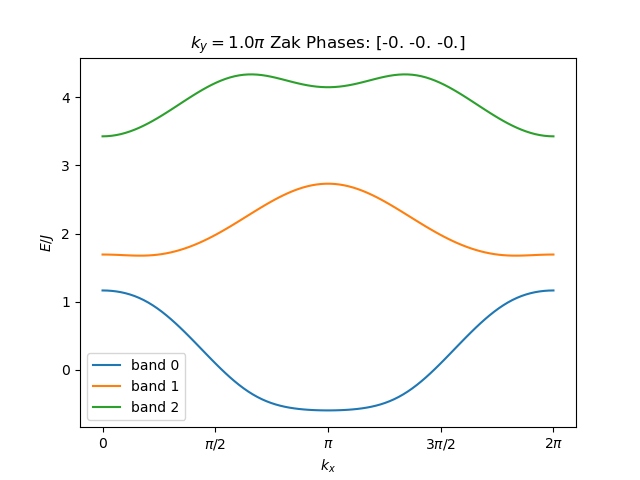 $k_y = 1.0\pi$ Zak Phases: [-0. -0. -0.]
E/J
4
3
2
1
0
band 0
band 1
band 2
0 π/2 π 3π/2 2π
$k_x$